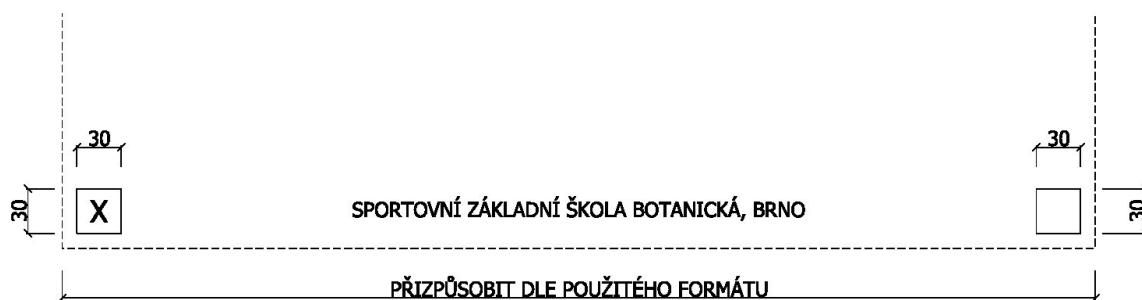 30 30
30 X SPORTOVNÍ ZÁKLADNÍ ŠKOLA BOTANICKÁ, BRNO 30
PŘIZPŮSOBIT DLE POUŽITÉHO FORMÁTU